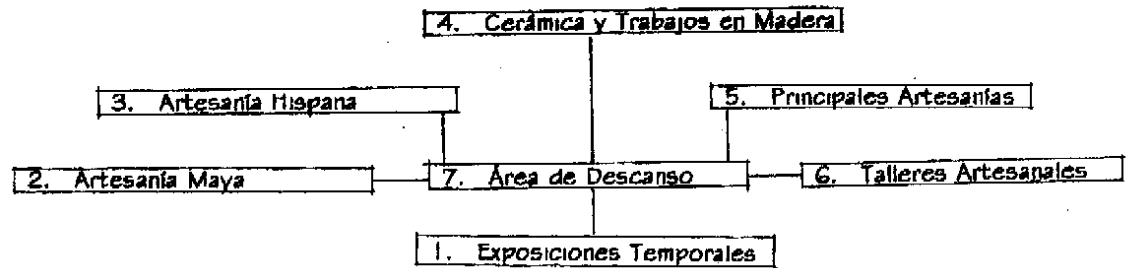 4. Cerámica y Trabajos en Madera
3. Artesanía Hispana
5. Principales Artesanías
2. Artesanía Maya
7. Área de Descanso
6. Talleres Artesanales
1. Exposiciones Temporales